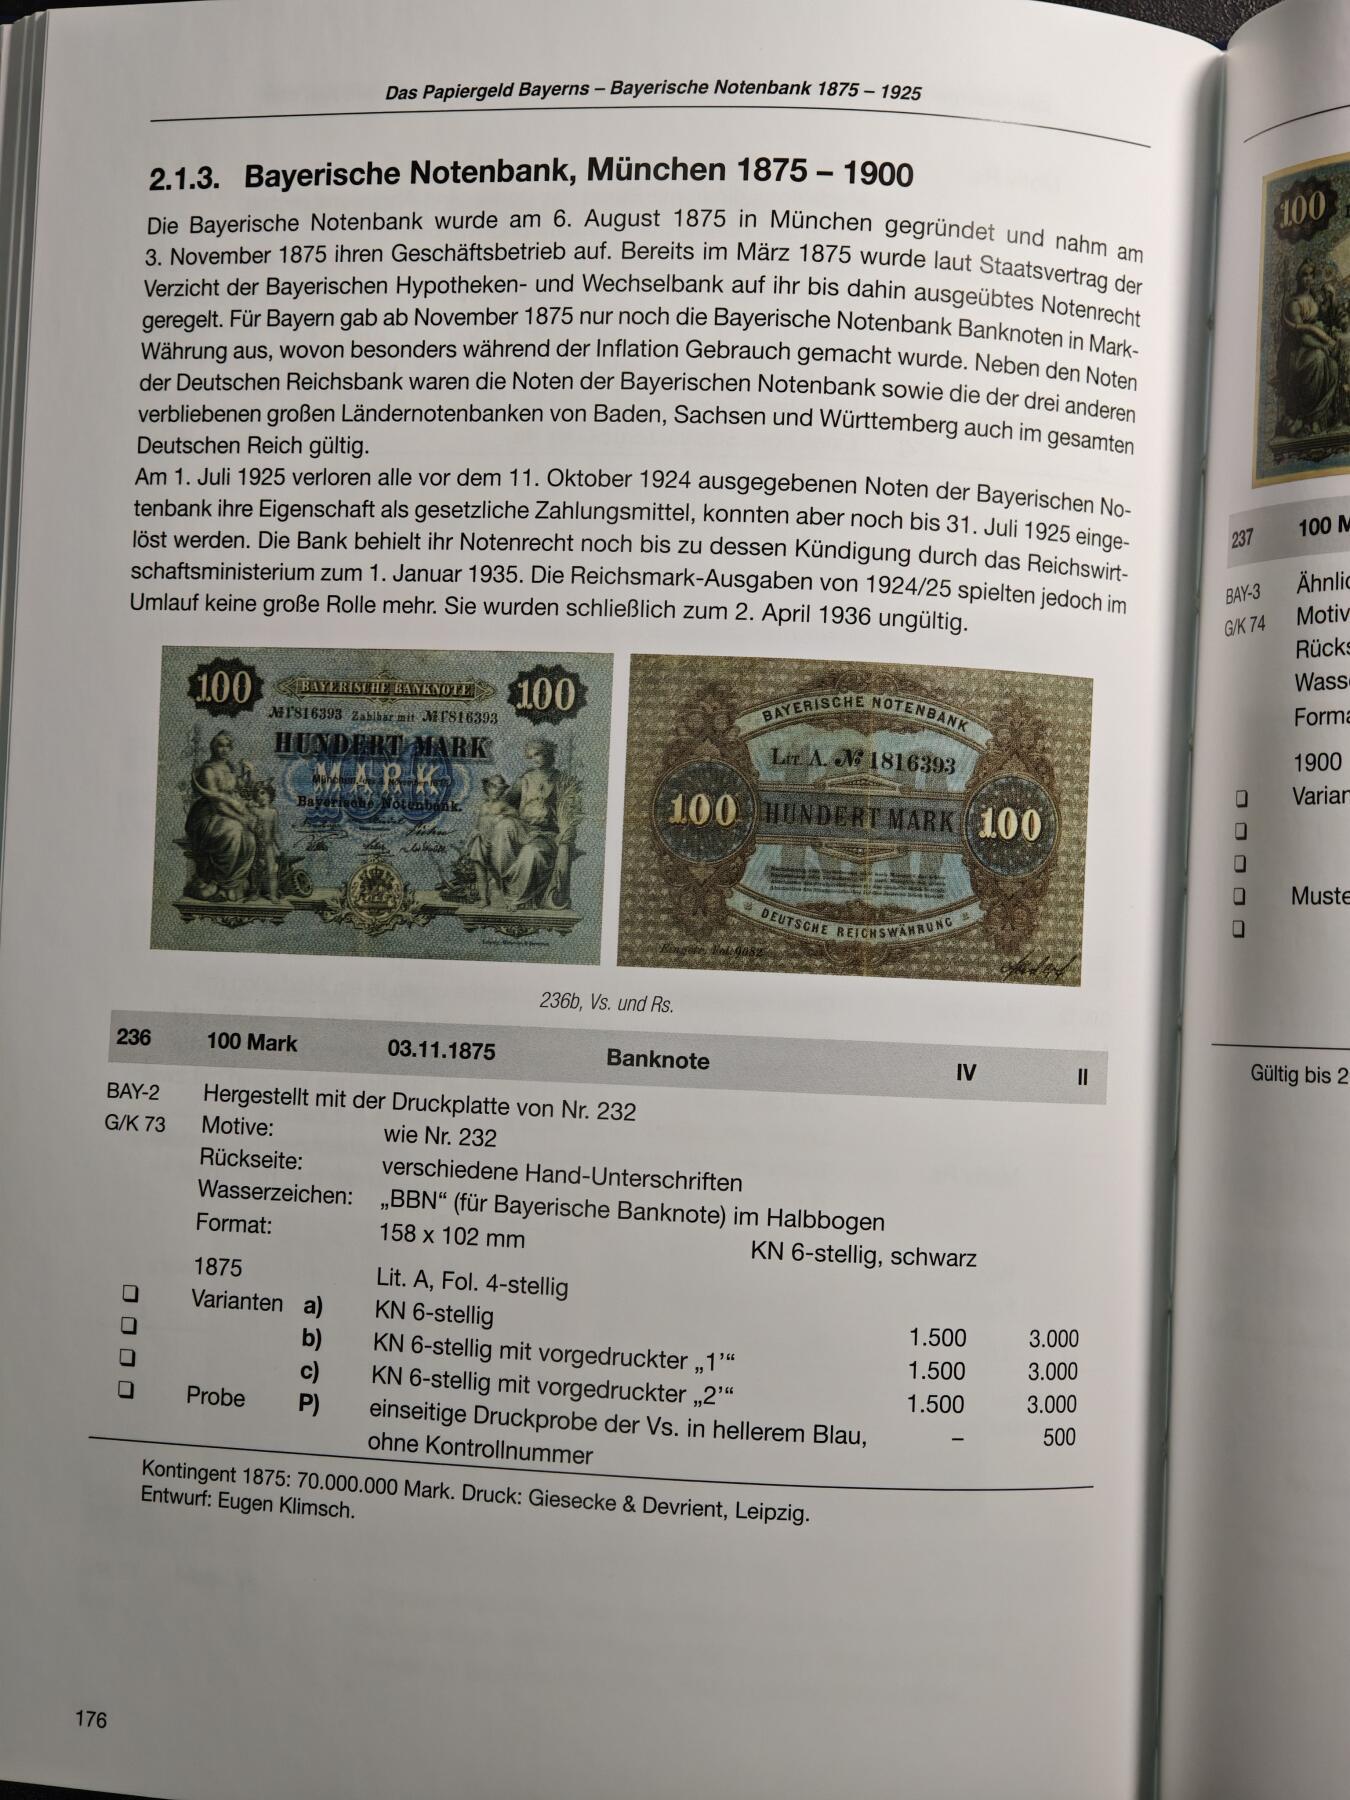 Das Papiergeld Bayerns – Bayerische Notenbank 1875 – 1925
2.1.3. Bayerische Notenbank, München 1875 – 1900
Die Bayerische Notenbank wurde am 6. August 1875 in München gegründet und nahm am
3. November 1875 ihren Geschäftsbetrieb auf. Bereits im März 1875 wurde laut Staatsvertrag der
Verzicht der Bayerischen Hypotheken- und Wechselbank auf ihr bis dahin ausgeübtes Notenrecht
geregelt. Für Bayern gab ab November 1875 nur noch die Bayerische Notenbank Banknoten in Mark-
Währung aus, wovon besonders während der Inflation Gebrauch gemacht wurde. Neben den Noten
der Deutschen Reichsbank waren die Noten der Bayerischen Notenbank sowie die der drei anderen
verbliebenen großen Ländernotenbanken von Baden, Sachsen und Württemberg auch im gesamten
Deutschen Reich gültig.
Am 1. Juli 1925 verloren alle vor dem 11. Oktober 1924 ausgegebenen Noten der Bayerischen No-
tenbank ihre Eigenschaft als gesetzliche Zahlungsmittel, konnten aber noch bis 31. Juli 1925 einge-
löst werden. Die Bank behielt ihr Notenrecht noch bis zu dessen Kündigung durch das Reichswirt-
schaftsministerium zum 1. Januar 1935. Die Reichsmark-Ausgaben von 1924/25 spielten jedoch im
Umlauf keine große Rolle mehr. Sie wurden schließlich zum 2. April 1936 ungültig.
100 BAYERISCHE BANKNOTE 100
№1816393 Zahlbar mit №1816393
HUNDERT MARK
MARK
Bayerische Notenbank.
BAYERISCHE NOTENBANK
Lit. A. № 1816393
100 HUNDERT MARK 100
DEUTSCHE REICHSWÄHRUNG
236b, Vs. und Rs.
236 100 Mark 03.11.1875 Banknote IV II
BAY-2 Hergestellt mit der Druckplatte von Nr. 232
G/K 73 Motive: wie Nr. 232
Rückseite: verschiedene Hand-Unterschriften
Wasserzeichen: „BBN“ (für Bayerische Banknote) im Halbbogen
Format: 158 x 102 mm KN 6-stellig, schwarz
1875 Lit. A, Fol. 4-stellig
Varianten a) KN 6-stellig 1.500 3.000
b) KN 6-stellig mit vorgedruckter „1’“ 1.500 3.000
c) KN 6-stellig mit vorgedruckter „2’“ 1.500 3.000
Probe P) einseitige Druckprobe der Vs. in hellerem Blau, – 500
ohne Kontrollnummer
Kontingent 1875: 70.000.000 Mark. Druck: Giesecke & Devrient, Leipzig.
Entwurf: Eugen Klimsch.
176
100
237 100 M
BAY-3 Ähnlic
G/K 74 Motiv
Rücks
Wasse
Forma
1900
Varian
Muste
Gültig bis 2